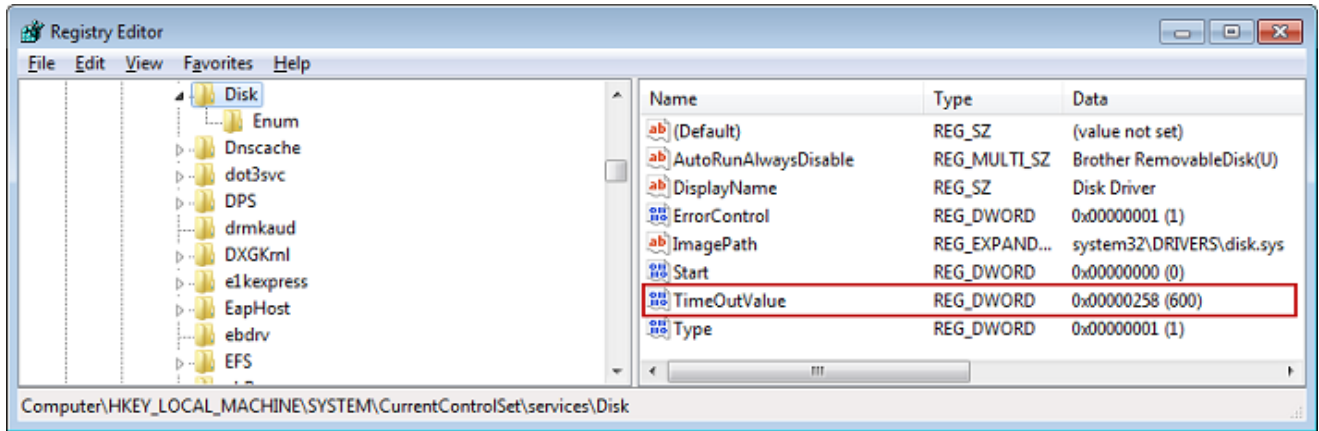 Registry Editor
File Edit View Favorites Help
Disk
Enum
Dnscache
dot3svc
DPS
drmkaud
DXGKrnl
e1kexpress
EapHost
ebdrv
EFS
Name Type Data
(Default) REG_SZ (value not set)
AutoRunAlwaysDisable REG_MULTI_SZ Brother RemovableDisk(U)
DisplayName REG_SZ Disk Driver
ErrorControl REG_DWORD 0x00000001 (1)
ImagePath REG_EXPAND... system32\DRIVERS\disk.sys
Start REG_DWORD 0x00000000 (0)
TimeOutValue REG_DWORD 0x00000258 (600)
Type REG_DWORD 0x00000001 (1)
Computer\HKEY_LOCAL_MACHINE\SYSTEM\CurrentControlSet\services\Disk